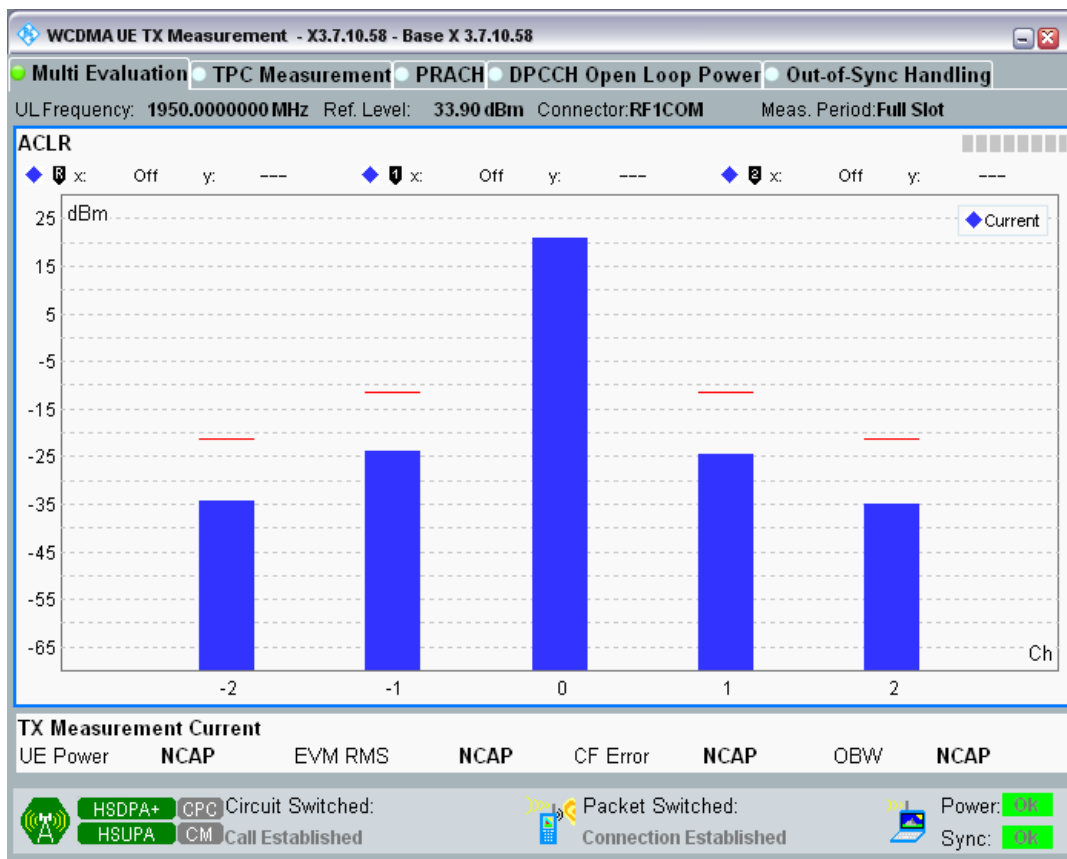 WCDMA UE TX Measurement - X3.7.10.58 - Base X 3.7.10.58
Multi Evaluation TPC Measurement PRACH DPCCH Open Loop Power Out-of-Sync Handling
UL Frequency: 1950.0000000 MHz Ref. Level: 33.90 dBm Connector:RF1COM Meas. Period:Full Slot
ACLR
R x: Off y: --- 1 x: Off y: --- 2 x: Off y: ---
25 dBm
Current
15
5
-5
-15
-25
-35
-45
-55
-65
Ch
-2 -1 0 1 2
TX Measurement Current
UE Power NCAP EVM RMS NCAP CF Error NCAP OBW NCAP
HSDPA+ CPC Circuit Switched: Packet Switched: Power: OK
HSUPA CM Call Established Connection Established Sync: OK